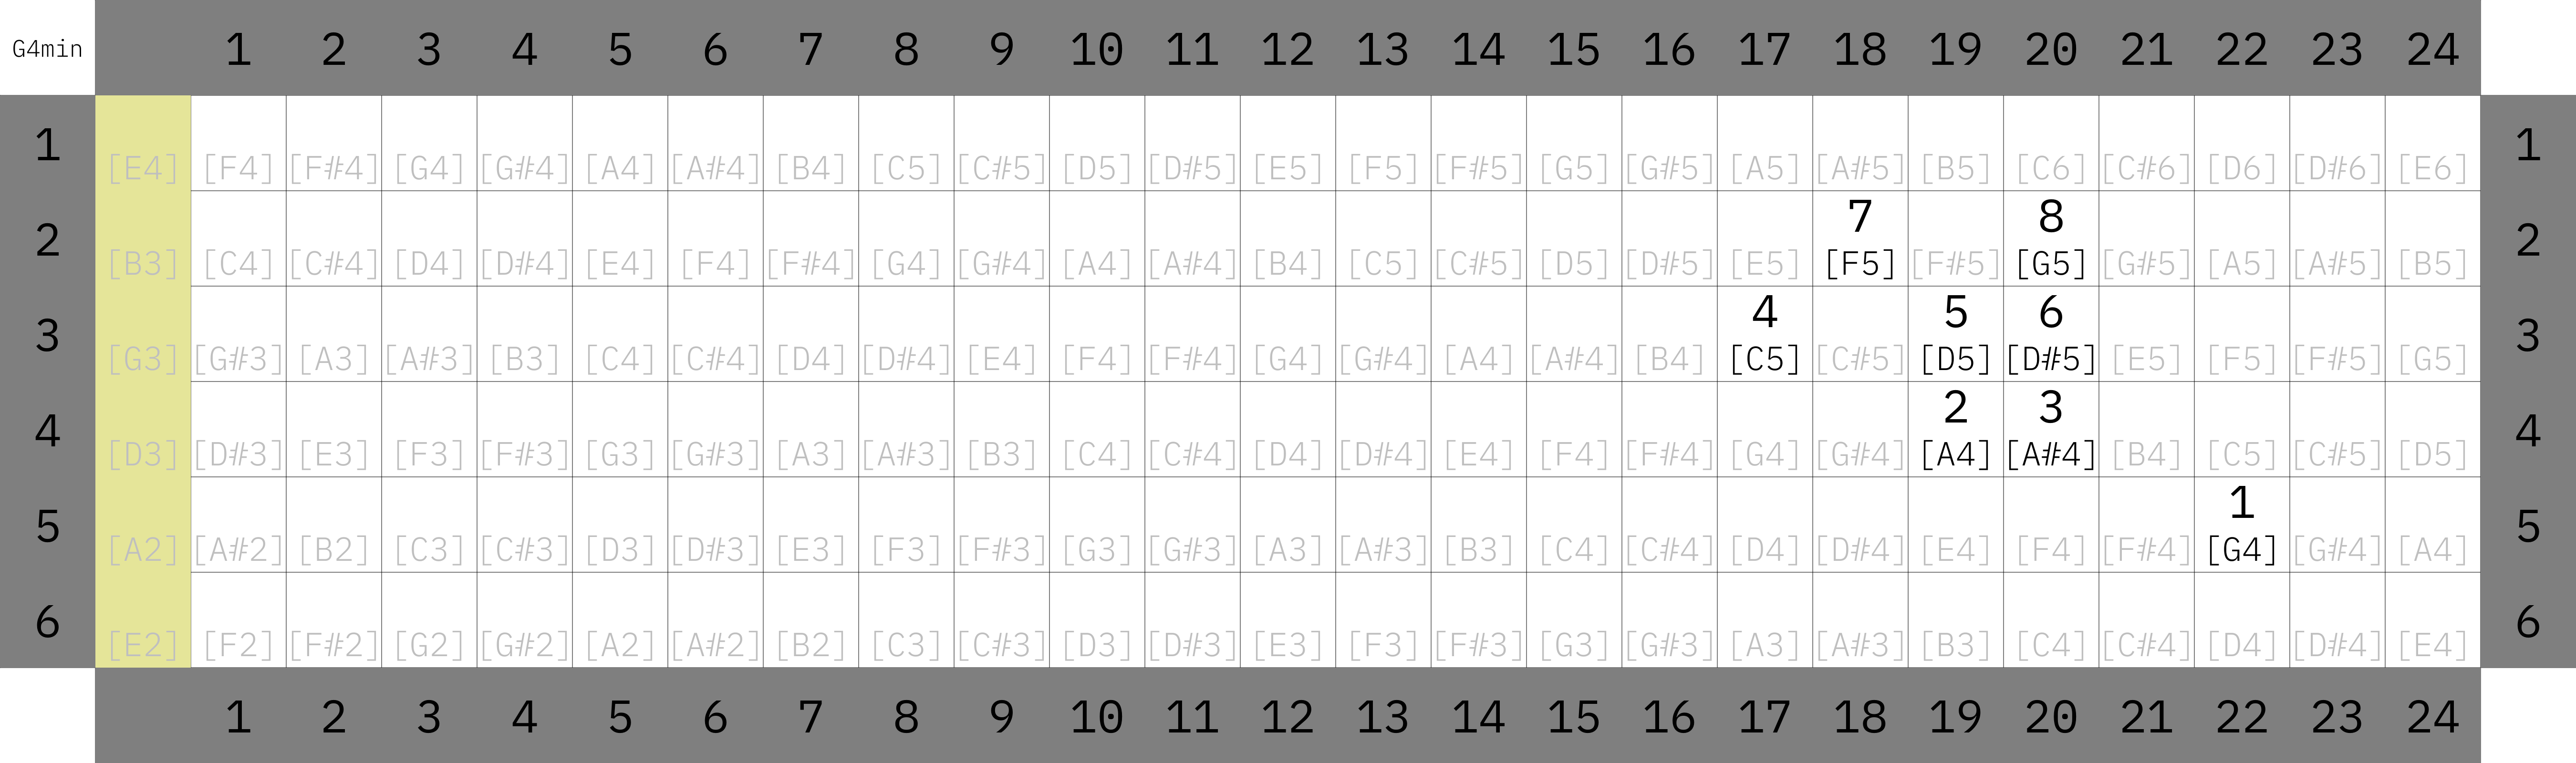 G4min 1 2 3 4 5 6 7 8 9 10 11 12 13 14 15 16 17 18 19 20 21 22 23 24
1 [E4] [F4] [F#4] [G4] [G#4] [A4] [A#4] [B4] [C5] [C#5] [D5] [D#5] [E5] [F5] [F#5] [G5] [G#5] [A5] [A#5] [B5] [C6] [C#6] [D6] [D#6] [E6] 1
7 8
2 [B3] [C4] [C#4] [D4] [D#4] [E4] [F4] [F#4] [G4] [G#4] [A4] [A#4] [B4] [C5] [C#5] [D5] [D#5] [E5] [F5] [F#5] [G5] [G#5] [A5] [A#5] [B5] 2
4 5 6
3 [G3] [G#3] [A3] [A#3] [B3] [C4] [C#4] [D4] [D#4] [E4] [F4] [F#4] [G4] [G#4] [A4] [A#4] [B4] [C5] [C#5] [D5] [D#5] [E5] [F5] [F#5] [G5] 3
2 3
4 [D3] [D#3] [E3] [F3] [F#3] [G3] [G#3] [A3] [A#3] [B3] [C4] [C#4] [D4] [D#4] [E4] [F4] [F#4] [G4] [G#4] [A4] [A#4] [B4] [C5] [C#5] [D5] 4
1
5 [A2] [A#2] [B2] [C3] [C#3] [D3] [D#3] [E3] [F3] [F#3] [G3] [G#3] [A3] [A#3] [B3] [C4] [C#4] [D4] [D#4] [E4] [F4] [F#4] [G4] [G#4] [A4] 5
6 [E2] [F2] [F#2] [G2] [G#2] [A2] [A#2] [B2] [C3] [C#3] [D3] [D#3] [E3] [F3] [F#3] [G3] [G#3] [A3] [A#3] [B3] [C4] [C#4] [D4] [D#4] [E4] 6
1 2 3 4 5 6 7 8 9 10 11 12 13 14 15 16 17 18 19 20 21 22 23 24